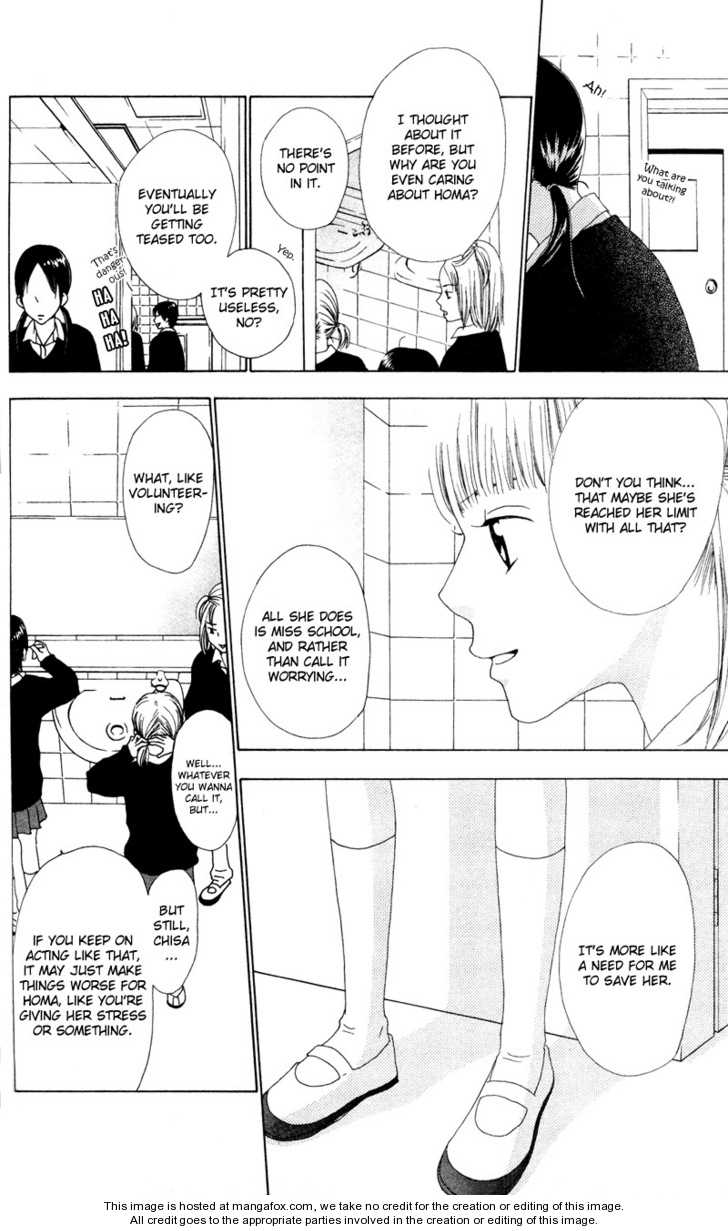 Ah!
What are
you talking
about?!
I THOUGHT
ABOUT IT
BEFORE, BUT
WHY ARE YOU
EVEN CARING
ABOUT HOMA?
THERE'S
NO POINT
IN IT.
Yep.
EVENTUALLY
YOU'LL BE
GETTING
TEASED TOO.
IT'S PRETTY
USELESS,
NO?
That's
danger
ous!
HA
HA
HA!
DON'T YOU THINK...
THAT MAYBE SHE'S
REACHED HER LIMIT
WITH ALL THAT?
ALL SHE DOES
IS MISS SCHOOL,
AND RATHER
THAN CALL IT
WORRYING...
WHAT, LIKE
VOLUNTEER-
ING?
WELL...
WHATEVER
YOU WANNA
CALL IT,
BUT...
BUT
STILL,
CHISA
...
IF YOU KEEP ON
ACTING LIKE THAT,
IT MAY JUST MAKE
THINGS WORSE FOR
HOMA, LIKE YOU'RE
GIVING HER STRESS
OR SOMETHING.
IT'S MORE LIKE
A NEED FOR ME
TO SAVE HER.
This image is hosted at mangafox.com, we take no credit for the creation or editing of this image.
All credit goes to the appropriate parties involved in the creation or editing of this image.